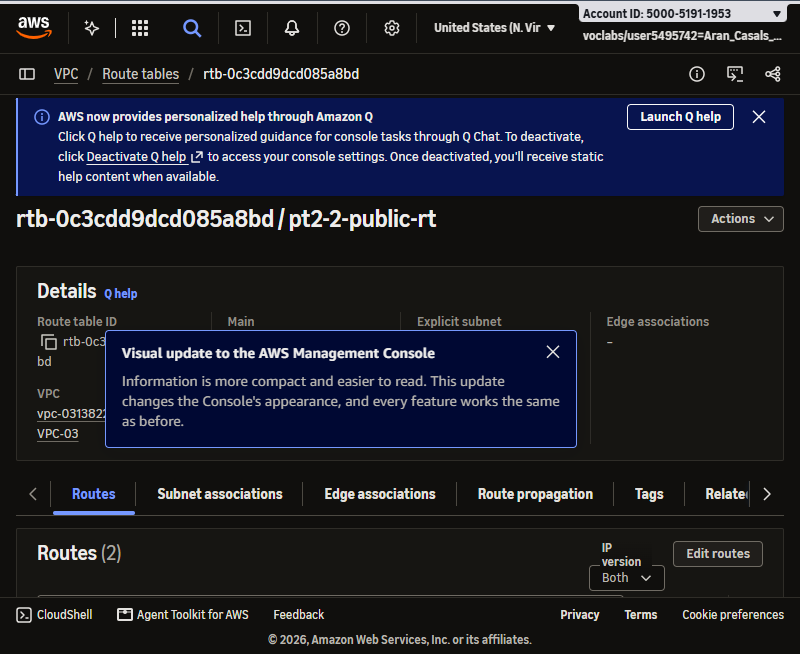 aws
United States (N. Vir
Account ID: 5000-5191-1953
voclabs/user5495742=Aran_Casals_...
VPC / Route tables / rtb-0c3cdd9dcd085a8bd
AWS now provides personalized help through Amazon Q
Click Q help to receive personalized guidance for console tasks through Q Chat. To deactivate,
click Deactivate Q help to access your console settings. Once deactivated, you'll receive static
help content when available.
Launch Q help
rtb-0c3cdd9dcd085a8bd / pt2-2-public-rt
Actions
Details Q help
Route table ID
rtb-0c3
bd
Main
Explicit subnet
Edge associations
–
VPC
vpc-0313822
VPC-03
Visual update to the AWS Management Console
Information is more compact and easier to read. This update
changes the Console's appearance, and every feature works the same
as before.
Routes
Subnet associations
Edge associations
Route propagation
Tags
Relate
Routes (2)
IP
version
Both
Edit routes
CloudShell
Agent Toolkit for AWS
Feedback
Privacy
Terms
Cookie preferences
© 2026, Amazon Web Services, Inc. or its affiliates.